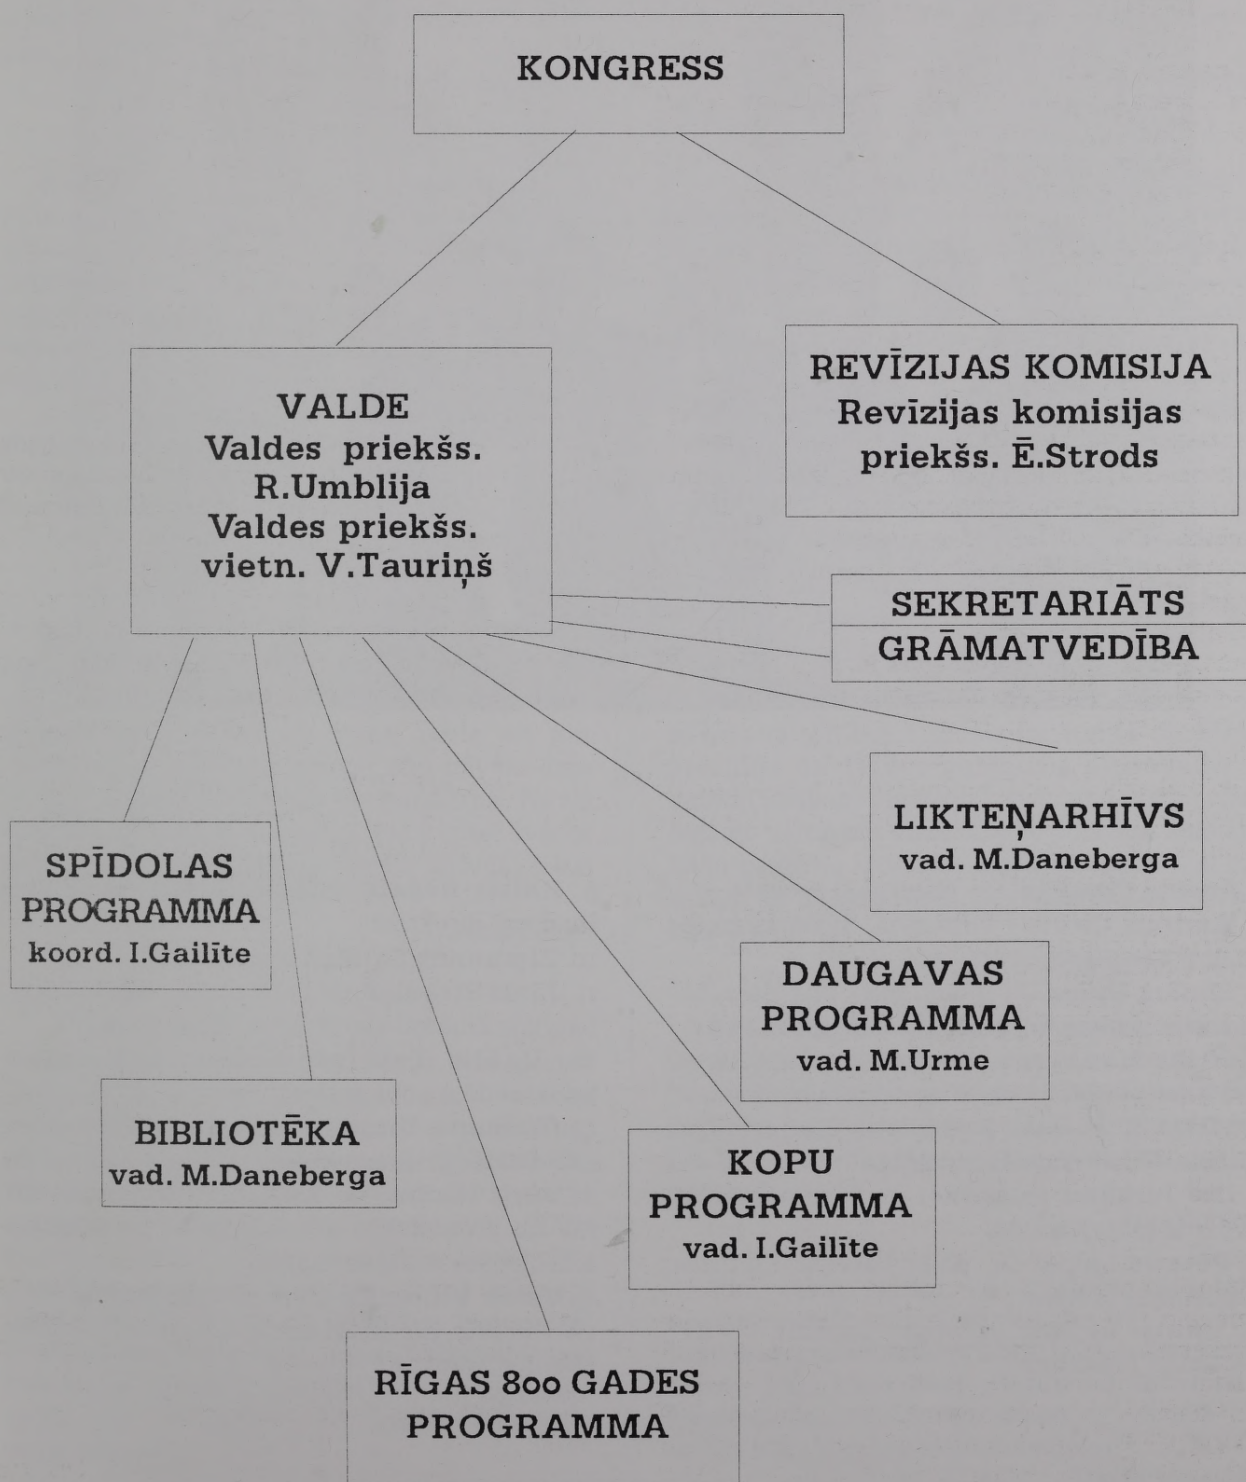 KONGRESS
VALDE
Valdes priekšs.
R.Umblija
Valdes priekšs.
vietn. V.Tauriņš
REVĪZIJAS KOMISIJA
Revīzijas komisijas
priekšs. Ē.Strods
SEKRETARIĀTS
GRĀMATVEDĪBA
LIKTEŅARHĪVS
vad. M.Daneberga
SPĪDOLAS
PROGRAMMA
koord. I.Gailīte
DAUGAVAS
PROGRAMMA
vad. M.Urme
BIBLIOTĒKA
vad. M.Daneberga
KOPU
PROGRAMMA
vad. I.Gailīte
RĪGAS 800 GADES
PROGRAMMA